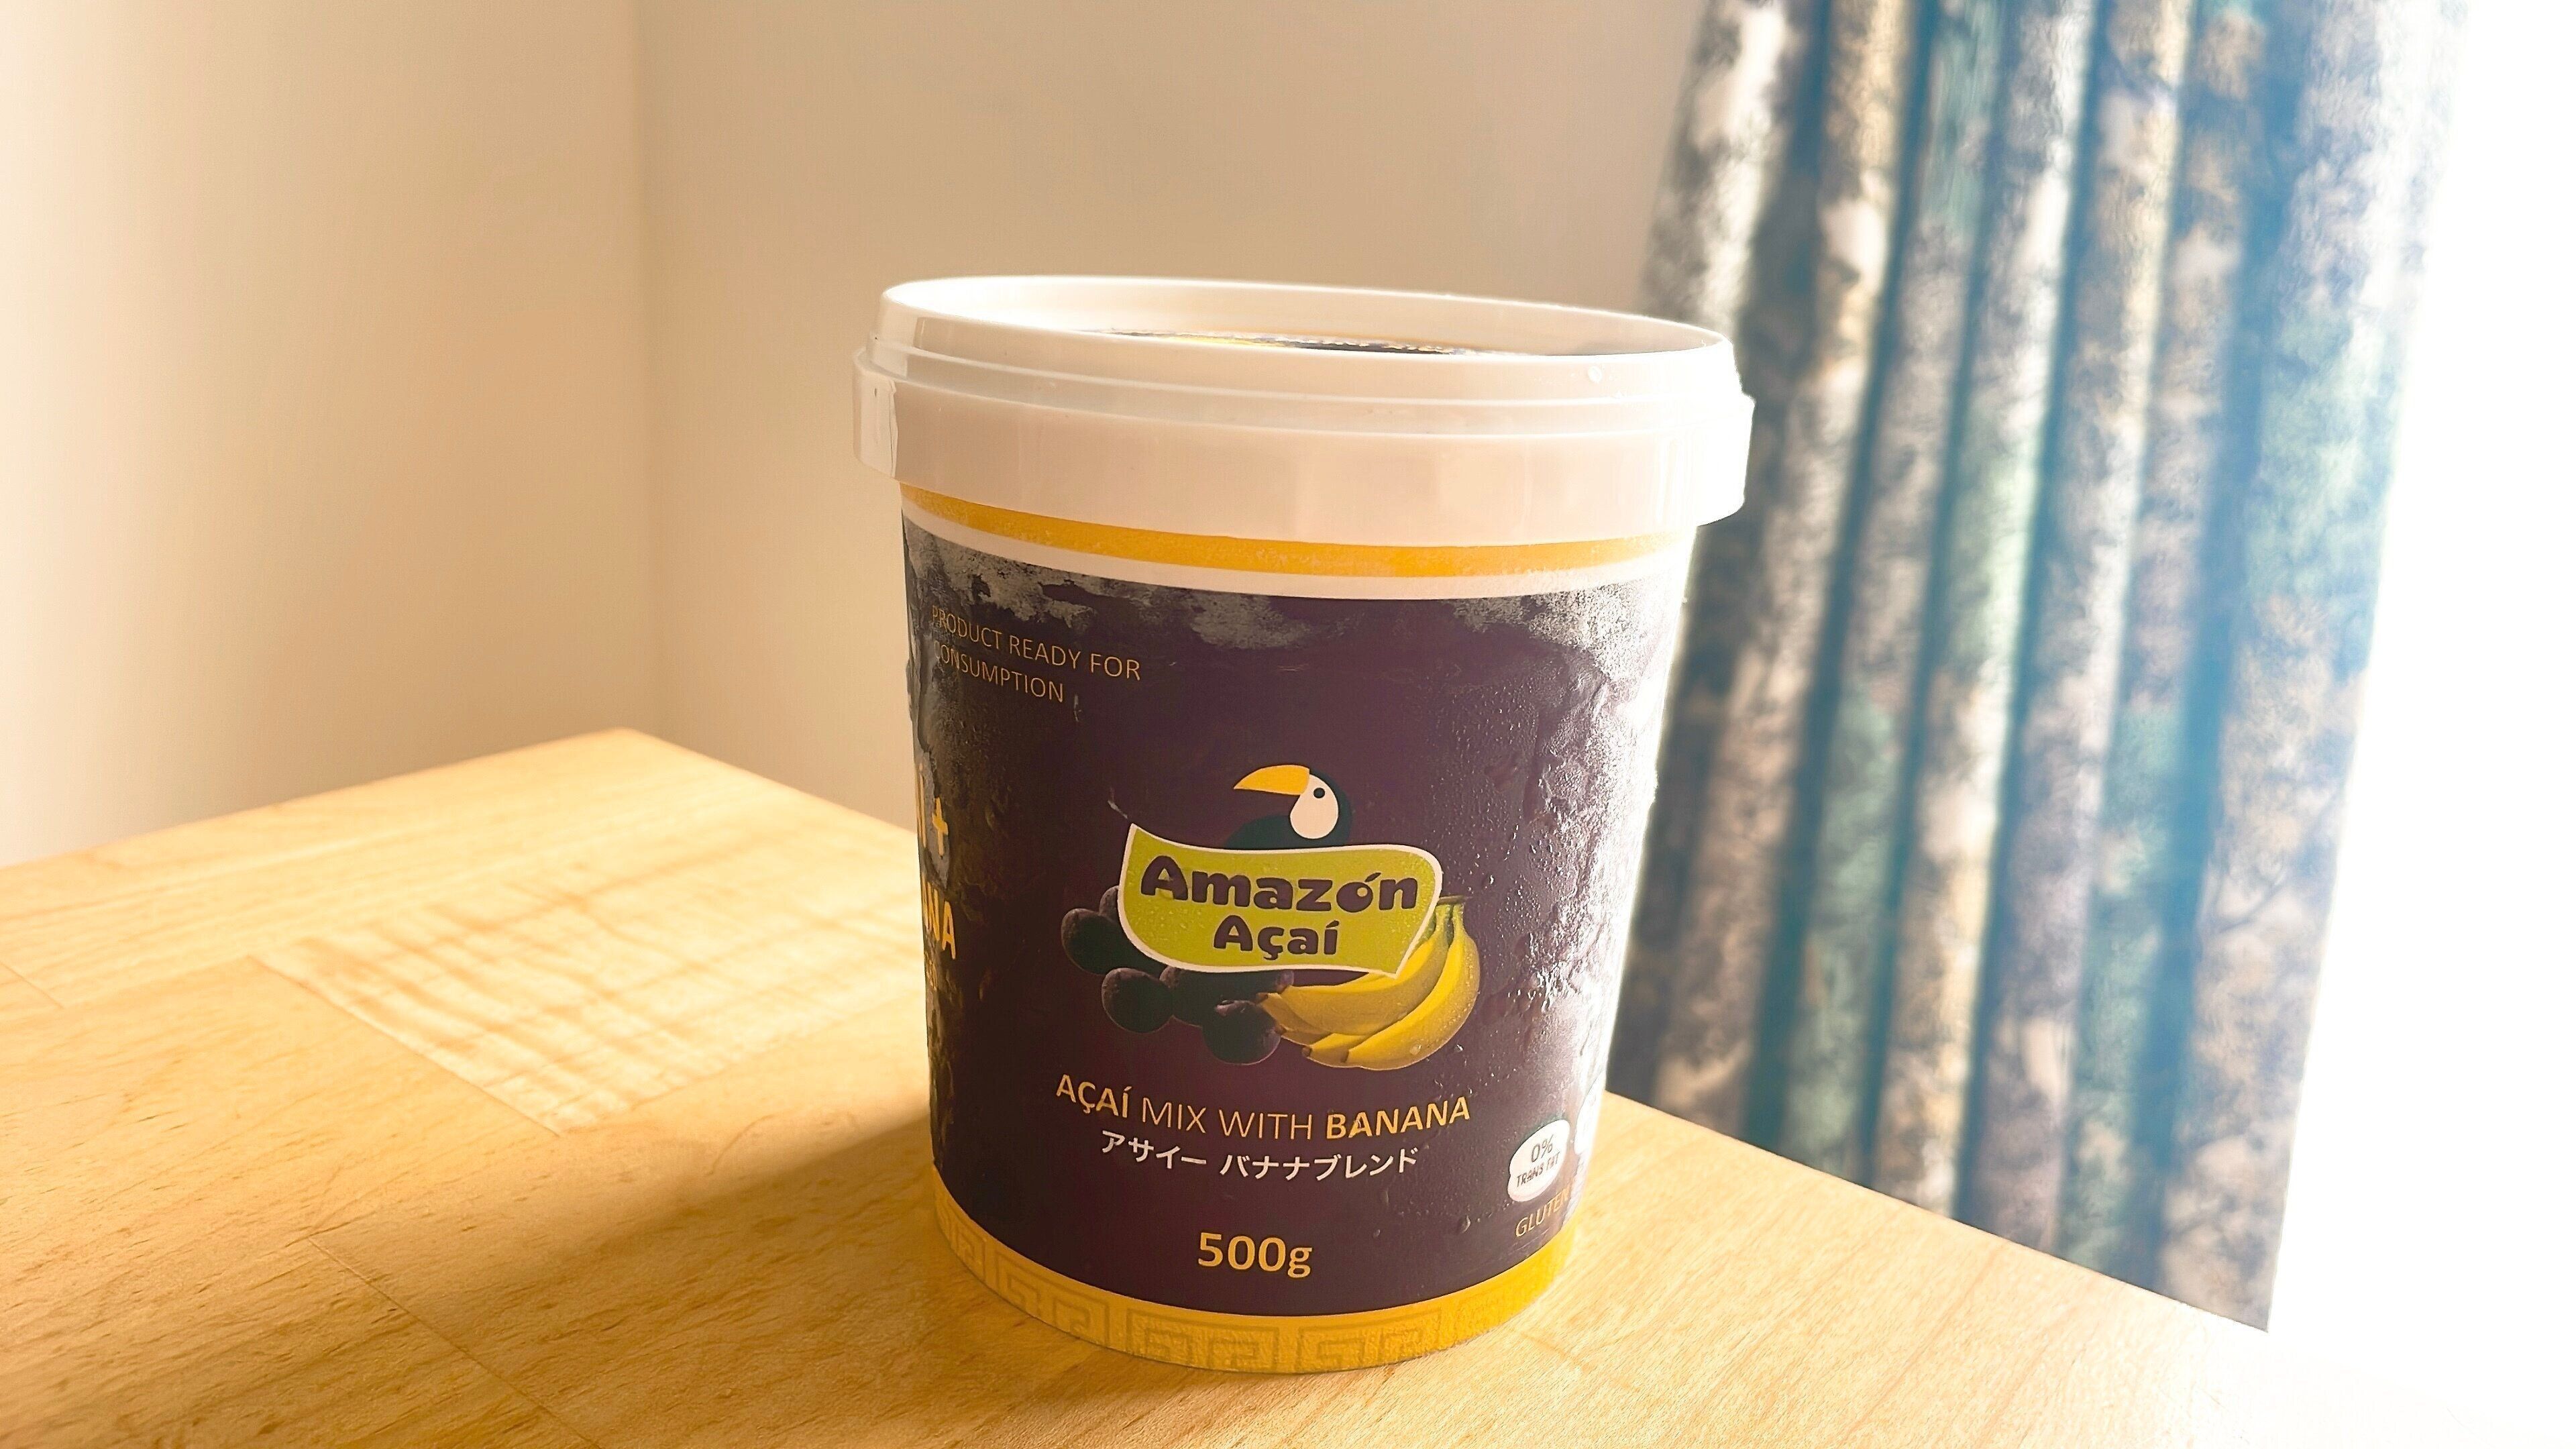 PRODUCT READY FOR
CONSUMPTION
Amazón
Açaí
AÇAÍ MIX WITH BANANA
アサイー バナナブレンド
0%
TRANS FAT
GLUTEN
500g